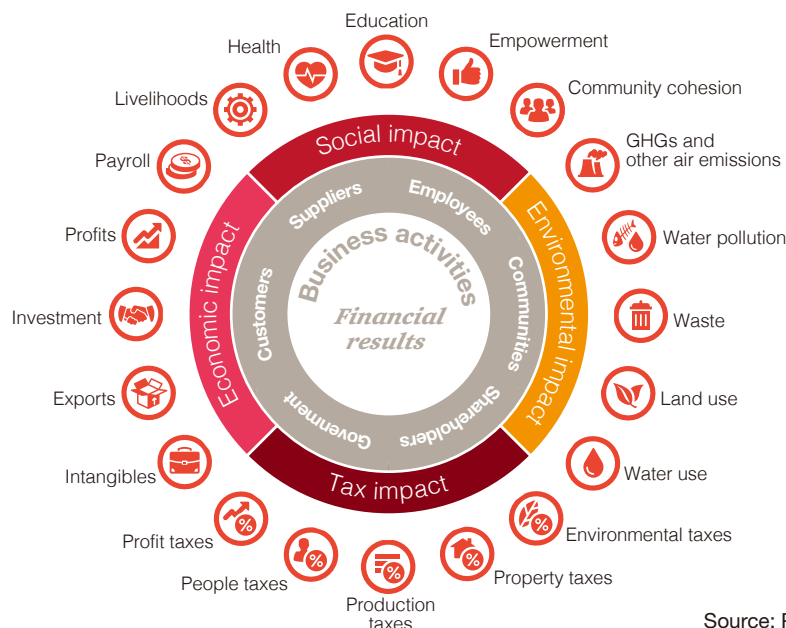 Education
Health
Empowerment
Livelihoods
Community cohesion
Payroll
GHGs and
other air emissions
Profits
Water pollution
Investment
Waste
Exports
Land use
Intangibles
Water use
Profit taxes
Environmental taxes
People taxes
Property taxes
Production
taxes
Social impact
Environmental impact
Tax impact
Economic impact
Suppliers
Employees
Communities
Shareholders
Govenment
Customers
Business activities
Financial
results
Source: